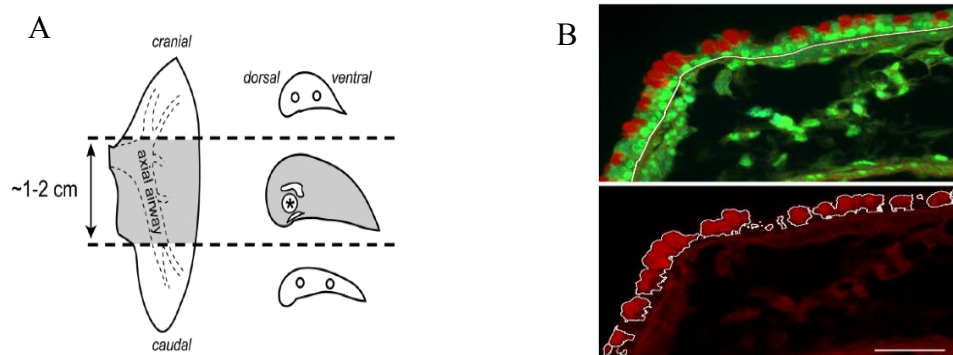 A
B
cranial
dorsal
ventral
~1-2 cm
axial airway
*
caudal